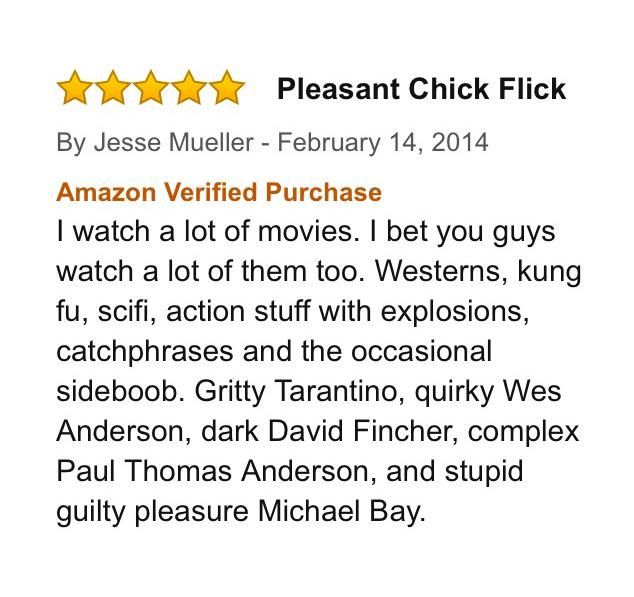 Pleasant Chick Flick
By Jesse Mueller - February 14, 2014
Amazon Verified Purchase
I watch a lot of movies. I bet you guys
watch a lot of them too. Westerns, kung
fu, scifi, action stuff with explosions,
catchphrases and the occasional
sideboob. Gritty Tarantino, quirky Wes
Anderson, dark David Fincher, complex
Paul Thomas Anderson, and stupid
guilty pleasure Michael Bay.